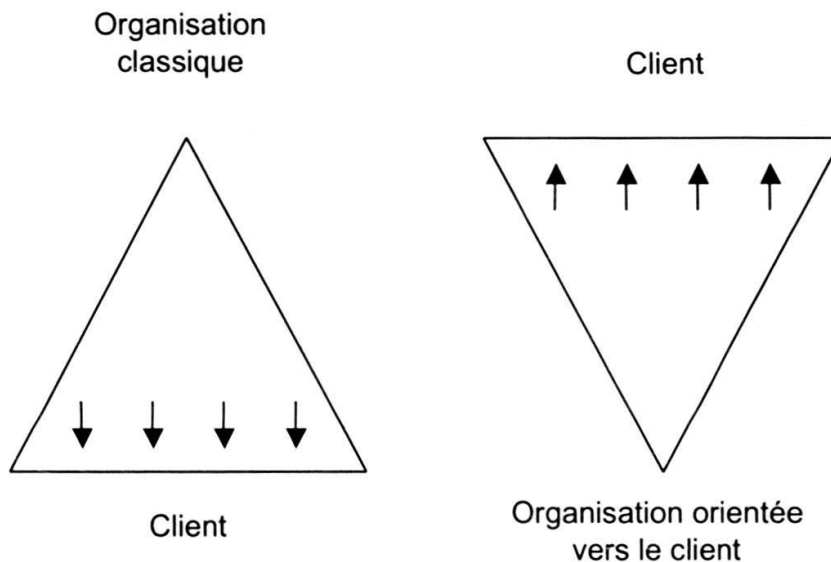 Organisation
classique
Client
Client
Organisation orientée
vers le client